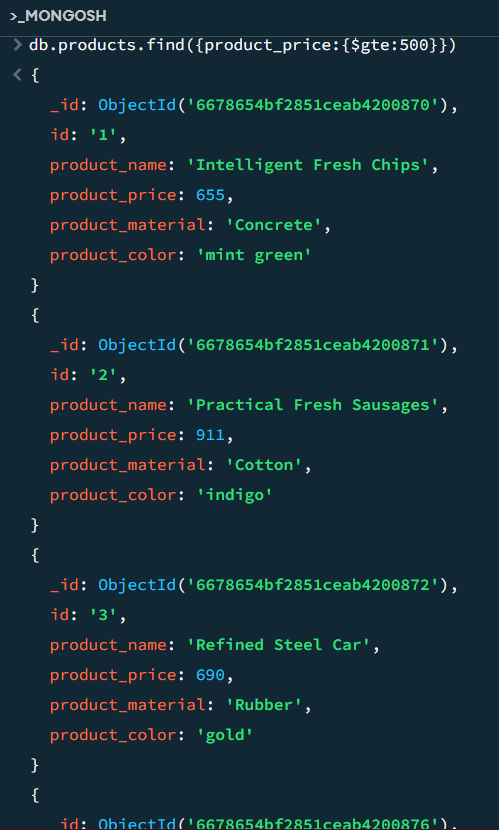 >_MONGOSH
> db.products.find({product_price:{$gte:500}})
< {
_id: ObjectId('6678654bf2851ceab4200870'),
id: '1',
product_name: 'Intelligent Fresh Chips',
product_price: 655,
product_material: 'Concrete',
product_color: 'mint green'
}
{
_id: ObjectId('6678654bf2851ceab4200871'),
id: '2',
product_name: 'Practical Fresh Sausages',
product_price: 911,
product_material: 'Cotton',
product_color: 'indigo'
}
{
_id: ObjectId('6678654bf2851ceab4200872'),
id: '3',
product_name: 'Refined Steel Car',
product_price: 690,
product_material: 'Rubber',
product_color: 'gold'
}
{
_id: ObjectId('6678654bf2851ceab4200876'),